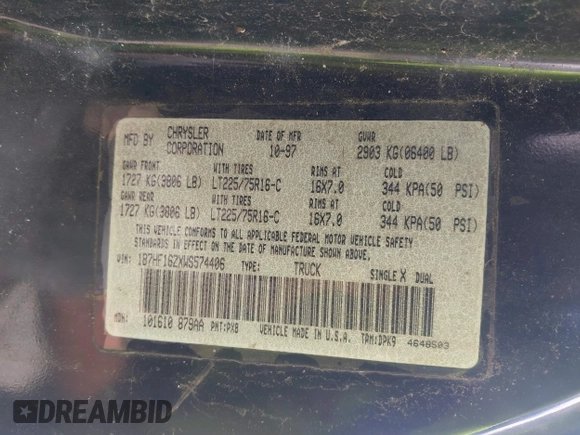 MFD BY CHRYSLER CORPORATION DATE OF MFR 10-97 GVWR 2903 KG(06400 LB)
GAWR FRONT WITH TIRES RIMS AT COLD
1727 KG(3806 LB) LT225/75R16-C 16X7.0 344 KPA(50 PSI)
GAWR REAR WITH TIRES RIMS AT COLD
1727 KG(3806 LB) LT225/75R16-C 16X7.0 344 KPA(50 PSI)
THIS VEHICLE CONFORMS TO ALL APPLICABLE FEDERAL MOTOR VEHICLE SAFETY
STANDARDS IN EFFECT ON THE DATE OF MANUFACTURE SHOWN ABOVE.
VIN: 1B7HF16ZXWS574406 TYPE: TRUCK SINGLE X DUAL
MDH: 101610 879AA PNT:PX8 VEHICLE MADE IN U.S.A. TRM:DPK9 4648503
DREAMBID